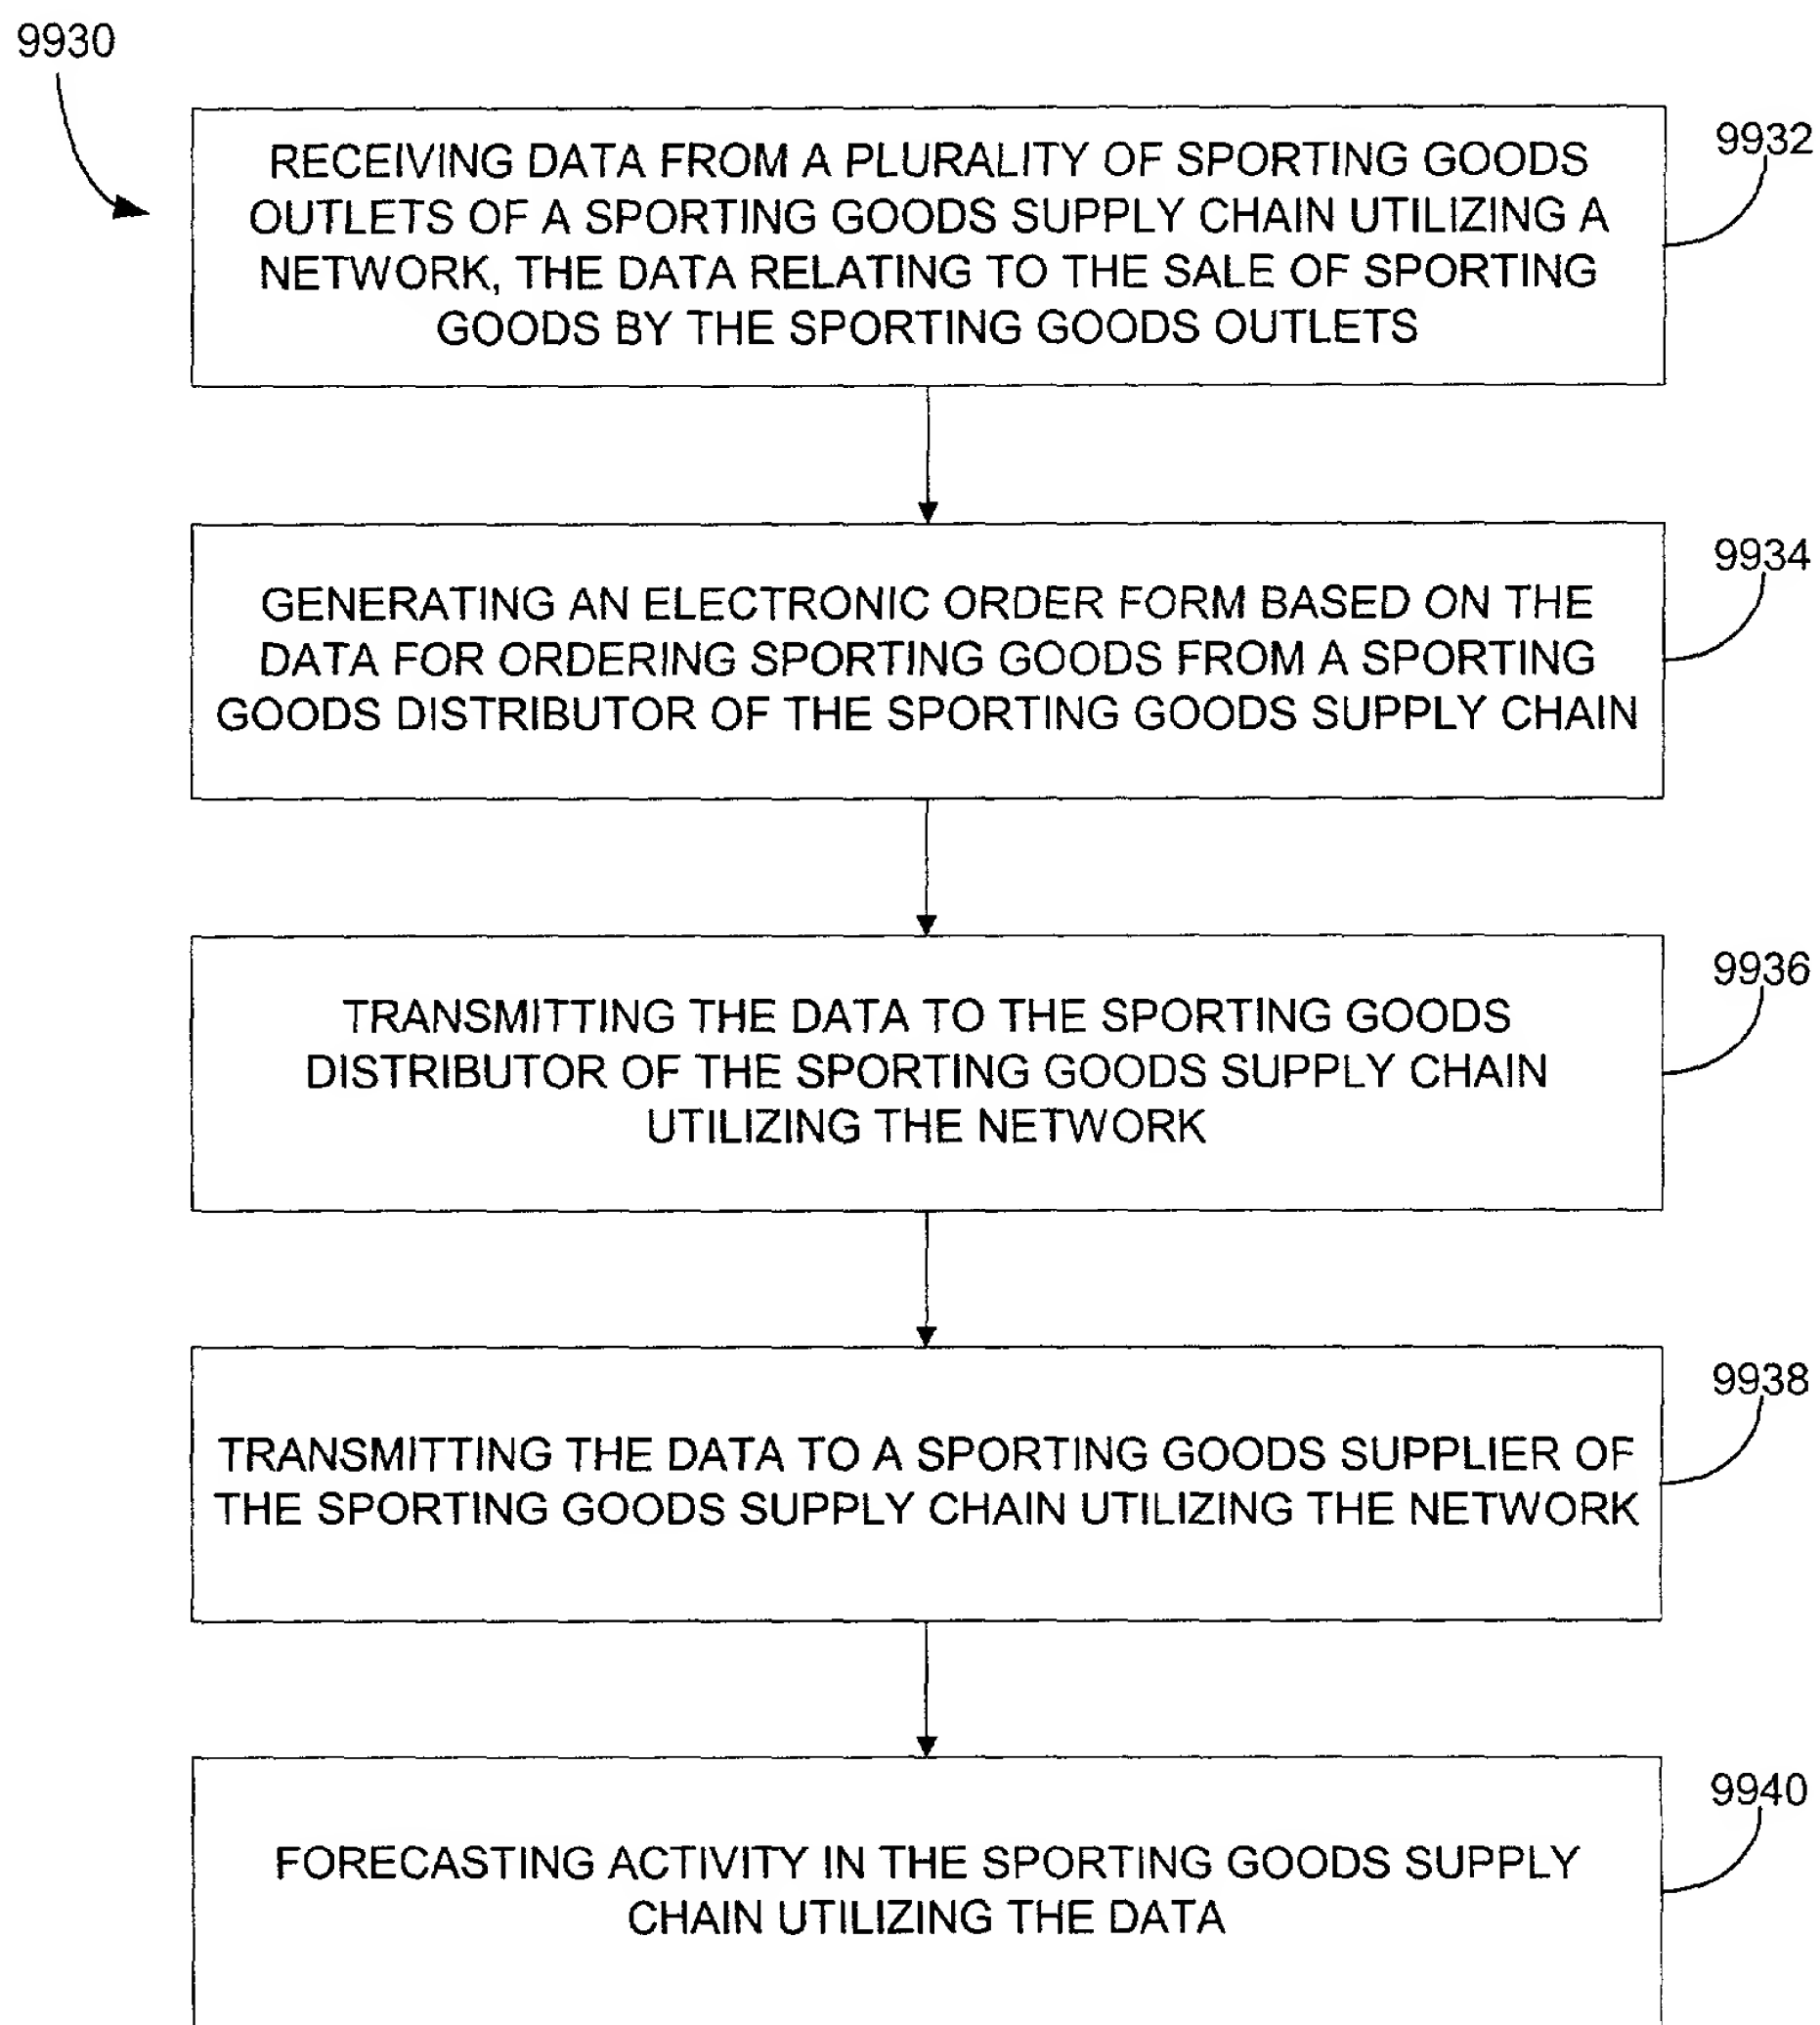 9930
RECEIVING DATA FROM A PLURALITY OF SPORTING GOODS
OUTLETS OF A SPORTING GOODS SUPPLY CHAIN UTILIZING A
NETWORK, THE DATA RELATING TO THE SALE OF SPORTING
GOODS BY THE SPORTING GOODS OUTLETS
9932
GENERATING AN ELECTRONIC ORDER FORM BASED ON THE
DATA FOR ORDERING SPORTING GOODS FROM A SPORTING
GOODS DISTRIBUTOR OF THE SPORTING GOODS SUPPLY CHAIN
9934
TRANSMITTING THE DATA TO THE SPORTING GOODS
DISTRIBUTOR OF THE SPORTING GOODS SUPPLY CHAIN
UTILIZING THE NETWORK
9936
TRANSMITTING THE DATA TO A SPORTING GOODS SUPPLIER OF
THE SPORTING GOODS SUPPLY CHAIN UTILIZING THE NETWORK
9938
FORECASTING ACTIVITY IN THE SPORTING GOODS SUPPLY
CHAIN UTILIZING THE DATA
9940